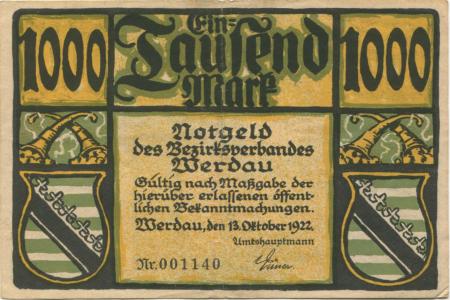 1000
Ein-
Tausend
Mark
1000
Notgeld
des Bezirksverbandes
Werdau
Gültig nach Maßgabe der
hierüber erlassenen öffent-
lichen Bekanntmachungen.
Werdau, den 13. Oktober 1922.
Amtshauptmann
Nr. 001140